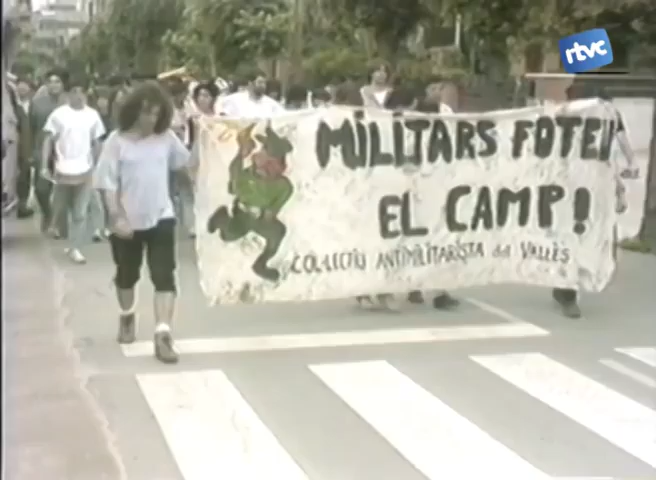 rtvc
MILITARS FOTEU
EL CAMP!
COL·LECTIU ANTIMILITARISTA del VALLÈS